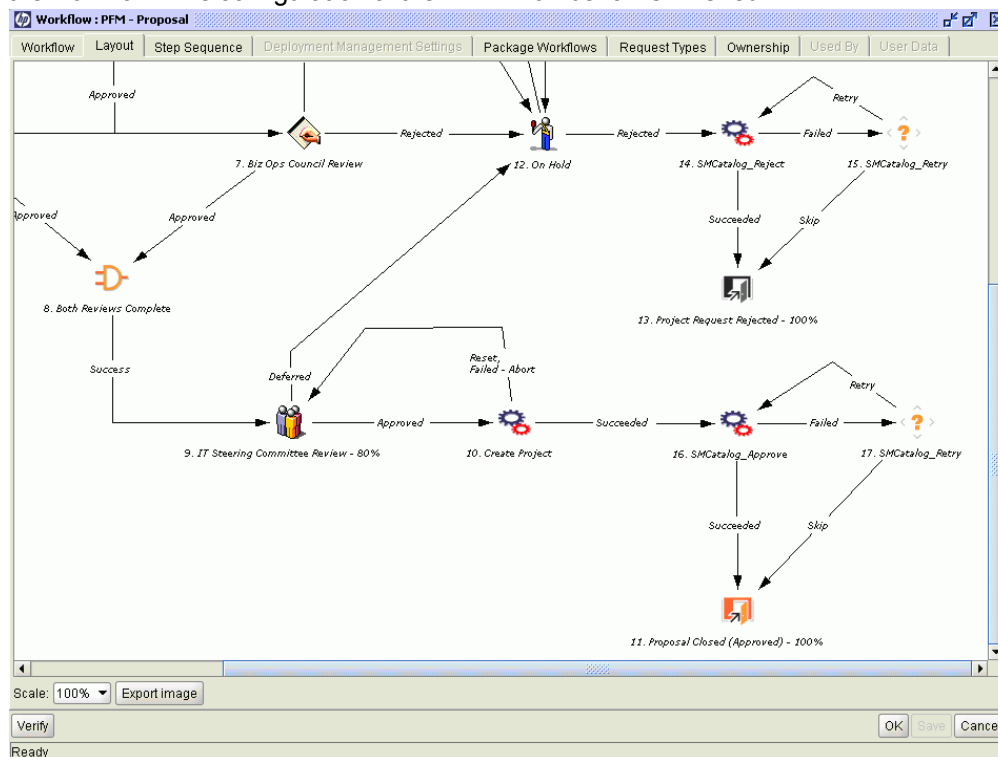 Workflow : PFM - Proposal
Workflow Layout Step Sequence Deployment Management Settings Package Workflows Request Types Ownership Used By User Data
Approved
Retry
Rejected
Rejected
Failed
7. Biz Ops Council Review
12. On Hold
14. SMCatalog_Reject
15. SMCatalog_Retry
Approved
Approved
Succeeded
Skip
8. Both Reviews Complete
13. Project Request Rejected - 100%
Success
Deferred
Reset,
Failed - Abort
Retry
Approved
Succeeded
Failed
9. IT Steering Committee Review - 80%
10. Create Project
16. SMCatalog_Approve
17. SMCatalog_Retry
Succeeded
Skip
11. Proposal Closed (Approved) - 100%
Scale: 100% Export image
Verify OK Save Cance
Ready